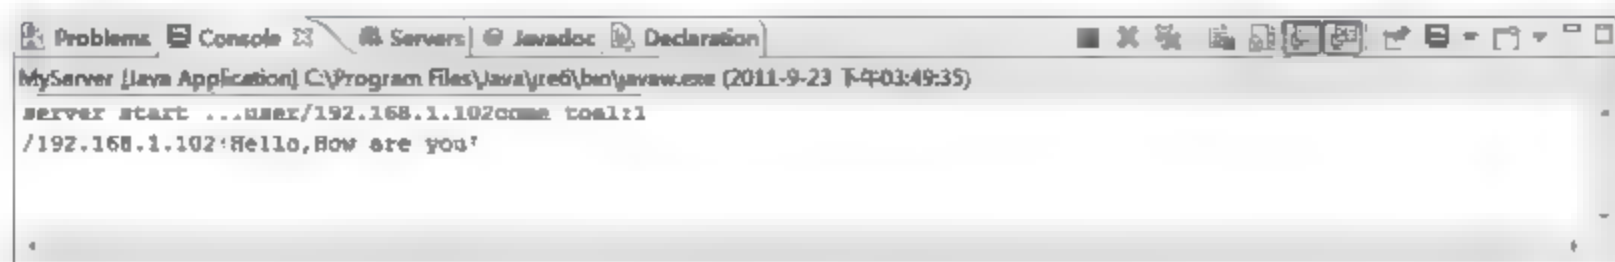 Problems Console Servers Javadoc Declaration
MyServer [Java Application] C:\Program Files\Java\jre6\bin\javaw.exe (2011-9-23 下午03:49:35)
server start ...user/192.168.1.102come toal:1
/192.168.1.102:Hello,How are you?